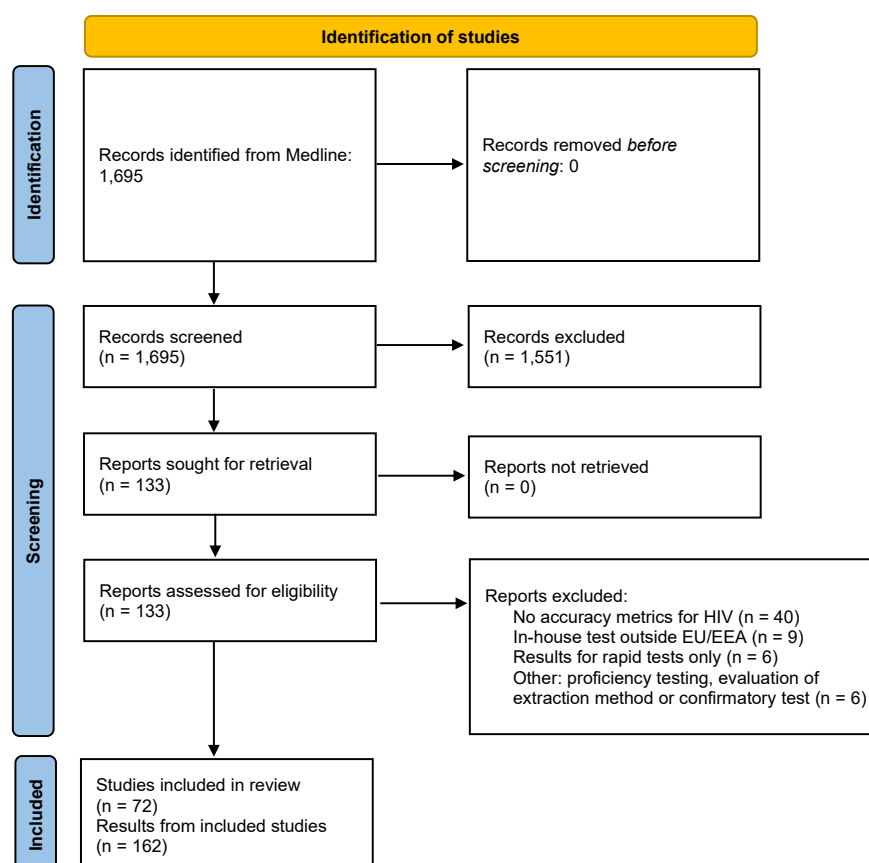 Identification of studies
Identification
Records identified from Medline:
1,695
Records removed before
screening: 0
Screening
Records screened
(n = 1,695)
Records excluded
(n = 1,551)
Reports sought for retrieval
(n = 133)
Reports not retrieved
(n = 0)
Reports assessed for eligibility
(n = 133)
Reports excluded:
No accuracy metrics for HIV (n = 40)
In-house test outside EU/EEA (n = 9)
Results for rapid tests only (n = 6)
Other: proficiency testing, evaluation of
extraction method or confirmatory test (n = 6)
Included
Studies included in review
(n = 72)
Results from included studies
(n = 162)